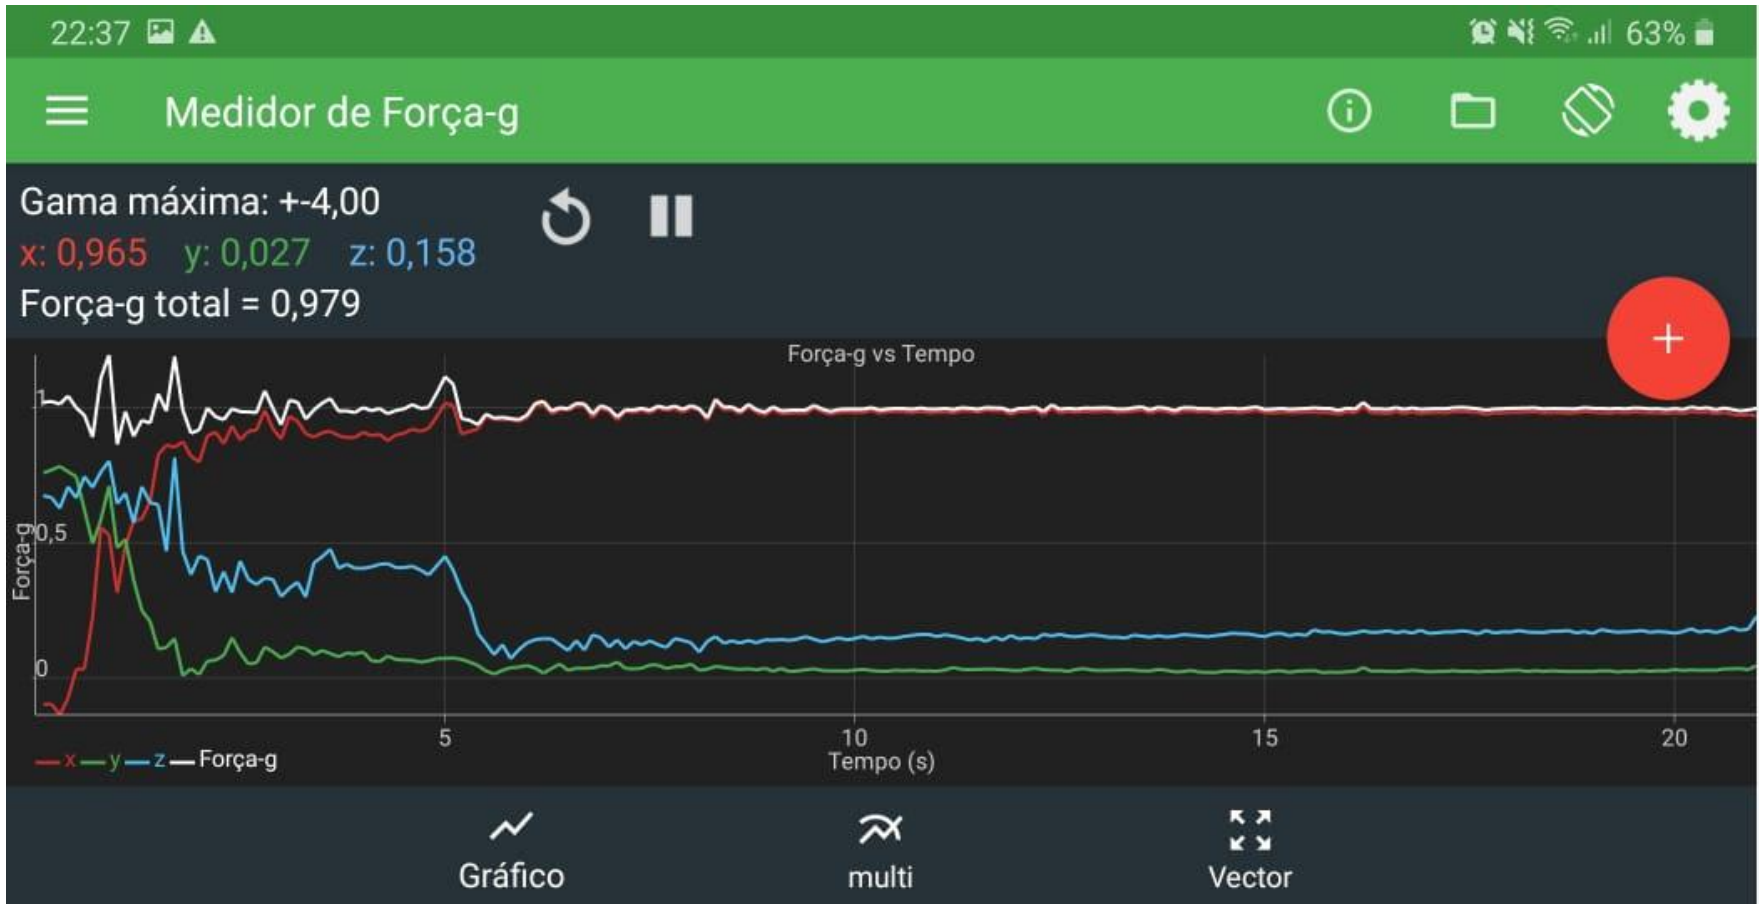 22:37 63%
Medidor de Força-g
Gama máxima: +-4,00
x: 0,965 y: 0,027 z: 0,158
Força-g total = 0,979
+
Força-g vs Tempo
1
0,5
0
Força-g
5 10 15 20
Tempo (s)
x y z Força-g
Gráfico multi Vector